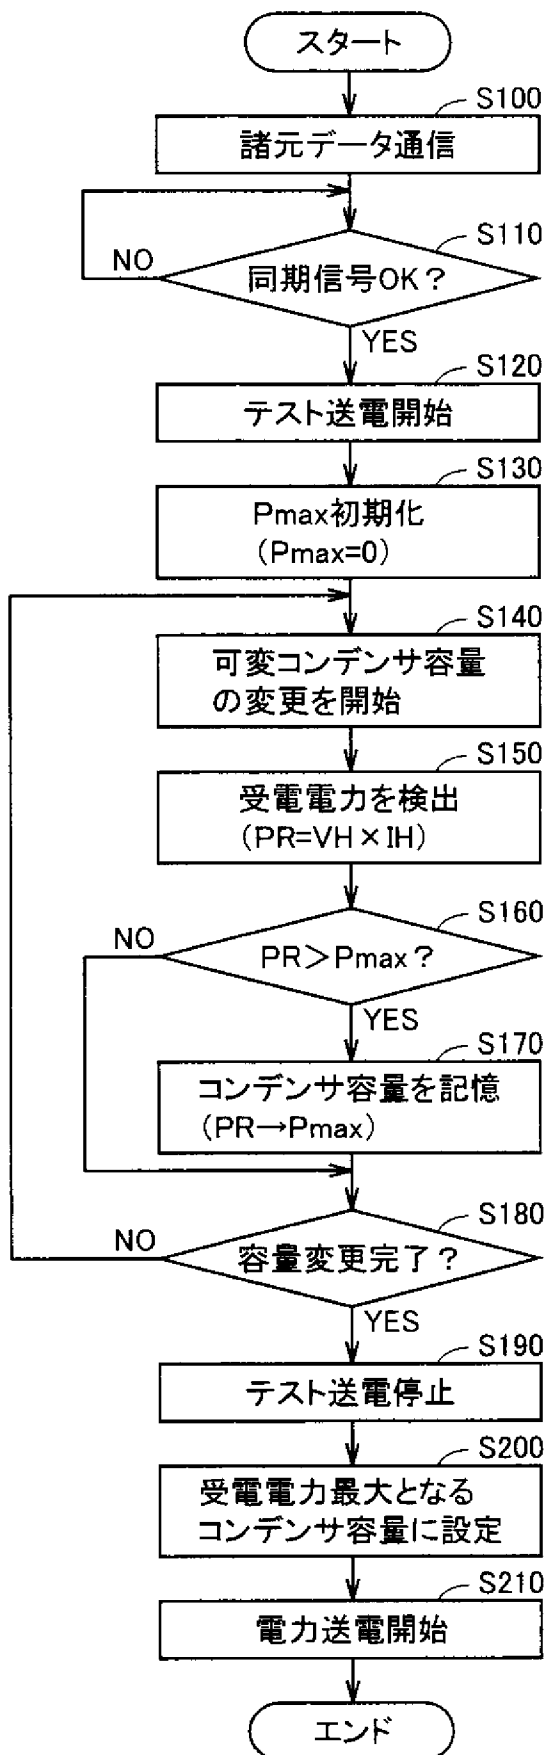 スタート
S100
諸元データ通信
S110
NO
同期信号OK？
YES
S120
テスト送電開始
S130
Pmax初期化
(Pmax=0)
S140
可変コンデンサ容量
の変更を開始
S150
受電電力を検出
(PR=VH×IH)
S160
NO
PR＞Pmax？
YES
S170
コンデンサ容量を記憶
(PR→Pmax)
S180
NO
容量変更完了？
YES
S190
テスト送電停止
S200
受電電力最大となる
コンデンサ容量に設定
S210
電力送電開始
エンド